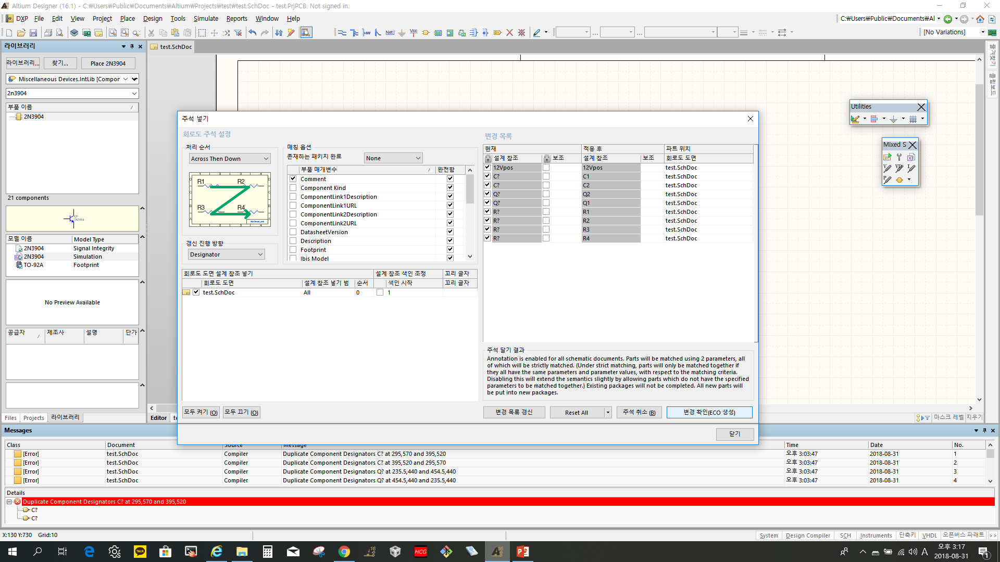 Altium Designer (16.1) - C:₩Users₩Public₩Documents₩Altium₩Projects₩test₩test.SchDoc - test.PrjPCB. Not signed in.
DXP File Edit View Project Place Design Tools Simulate Reports Window Help
C:₩Users₩Public₩Documents₩Al
[No Variations]
라이브러리
test.SchDoc
라이브러리... 찾기... Place 2N3904
Miscellaneous Devices.IntLib [Compor
2n3904
부품 이름
2N3904
21 components
Q?
2N3904
모델 이름 Model Type
2N3904 Signal Integrity
2N3904 Simulation
TO-92A Footprint
No Preview Available
공급자 제조사 설명 단가
Files Projects 라이브러리
즐겨찾기
클립보드
Utilities
Mixed S
주석 넣기
회로도 주석 설정
처리 순서
Across Then Down
R1 R2
R3 R4
갱신 진행 방향
Designator
매칭 옵션
존재하는 패키지 완료 None
부품 매개변수 완전함
Comment
Component Kind
ComponentLink1Description
ComponentLink1URL
ComponentLink2Description
ComponentLink2URL
DatasheetVersion
Description
Footprint
Ibis Model
회로도 도면 설계 참조 넣기 설계 참조 색인 조정 꼬리 글자
회로도 도면 설계 참조 넣기 범 순서 색인 시작 꼬리 글자
test.SchDoc All 0 1
변경 목록
현재 적용 후 파트 위치
설계 참조 보조 설계 참조 보조 회로도 도면
12Vpos 12Vpos test.SchDoc
C? C1 test.SchDoc
C? C2 test.SchDoc
Q? Q2 test.SchDoc
Q? Q1 test.SchDoc
R? R1 test.SchDoc
R? R2 test.SchDoc
R? R3 test.SchDoc
R? R4 test.SchDoc
주석 달기 결과
Annotation is enabled for all schematic documents. Parts will be matched using 2 parameters, all
of which will be strictly matched. (Under strict matching, parts will only be matched together if
they all have the same parameters and parameter values, with respect to the matching criteria.
Disabling this will extend the semantics slightly by allowing parts which do not have the specified
parameters to be matched together.) Existing packages will not be completed. All new parts will
be put into new packages.
모두 켜기 (O) 모두 끄기 (O) 변경 목록 갱신 Reset All 주석 취소 (B) 변경 확인(ECO 생성)
닫기
Editor te
마스크 레벨 지우기
Messages
Class Document Source Message Time Date No.
[Error] test.SchDoc Compiler Duplicate Component Designators C? at 295,570 and 395,520 오후 3:03:47 2018-08-31 1
[Error] test.SchDoc Compiler Duplicate Component Designators C? at 395,520 and 295,570 오후 3:03:47 2018-08-31 2
[Error] test.SchDoc Compiler Duplicate Component Designators Q? at 235.5,440 and 454.5,440 오후 3:03:47 2018-08-31 3
[Error] test.SchDoc Compiler Duplicate Component Designators Q? at 454.5,440 and 235.5,440 오후 3:03:47 2018-08-31 4
Details
Duplicate Component Designators C? at 295,570 and 395,520
C?
C?
X:130 Y:730 Grid:10
System Design Compiler SCH Instruments 단축키 VHDL 오픈버스 파래트 >>
TALK HCG 16 A
오후 3:17
2018-08-31
1